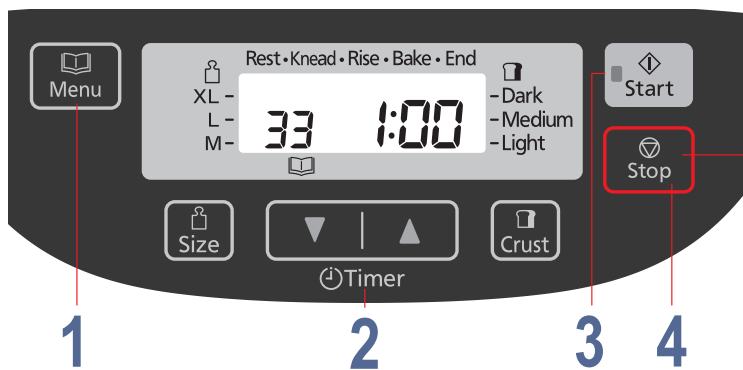 Menu
Rest • Knead • Rise • Bake • End
XL –
L –
M –
33
1:00
– Dark
– Medium
– Light
Start
Stop
Size
Crust
Timer
1
2
3
4